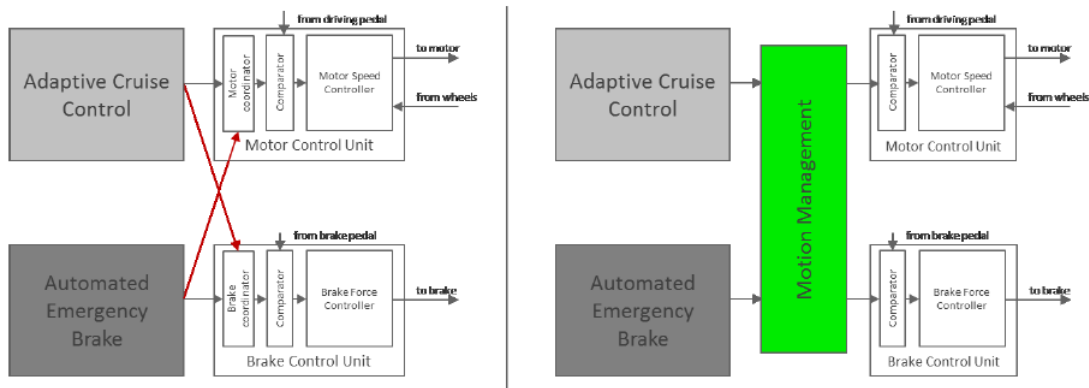 from driving pedal
Adaptive Cruise
Control
Motor
coordinator
Comparator
Motor Speed
Controller
to motor
from wheels
Motor Control Unit
from brake pedal
Automated
Emergency
Brake
Brake
coordinator
Comparator
Brake Force
Controller
to brake
Brake Control Unit
from driving pedal
Adaptive Cruise
Control
Motion Management
Comparator
Motor Speed
Controller
to motor
from wheels
Motor Control Unit
from brake pedal
Automated
Emergency
Brake
Comparator
Brake Force
Controller
to brake
Brake Control Unit